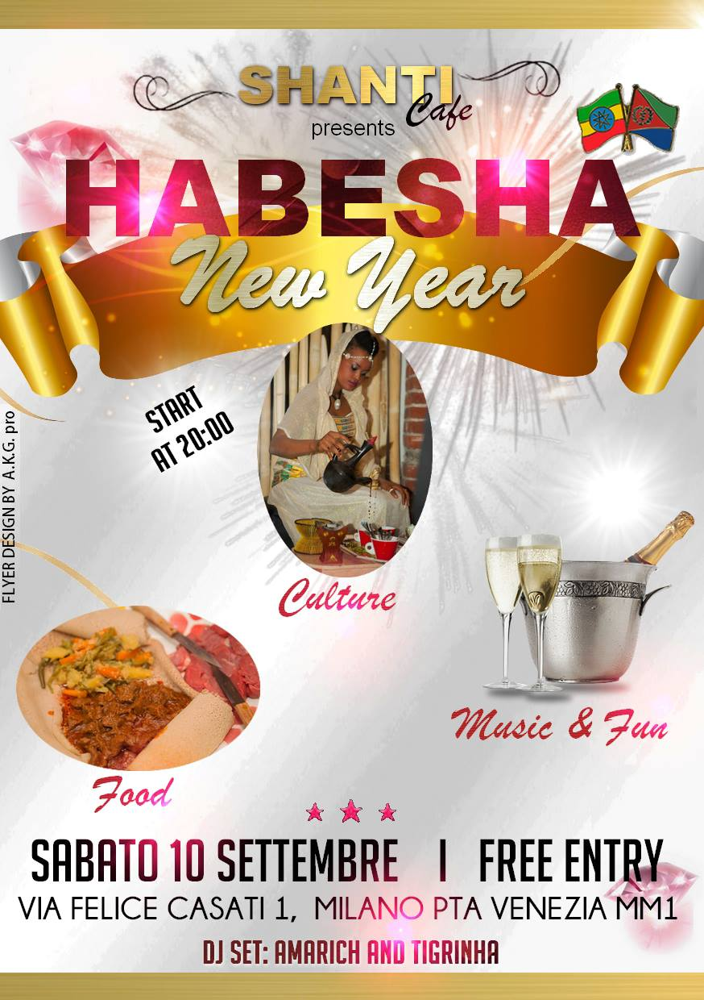 SHANTI
Cafe
presents
HABESHA
New Year
START
AT 20:00
FLYER DESIGN BY A.K.G. pro
Culture
Music & Fun
Food
SABATO 10 SETTEMBRE I FREE ENTRY
VIA FELICE CASATI 1, MILANO PTA VENEZIA MM1
DJ SET: AMARICH AND TIGRINHA